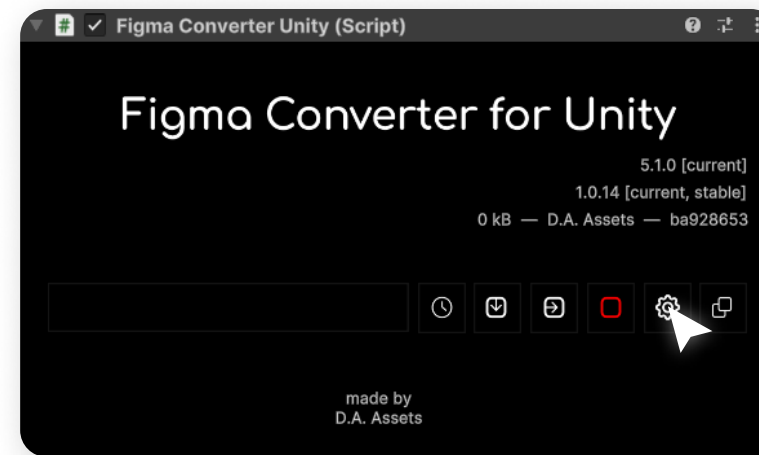 Figma Converter Unity (Script)
Figma Converter for Unity
5.1.0 [current]
1.0.14 [current, stable]
0 kB — D.A. Assets — ba928653
made by
D.A. Assets